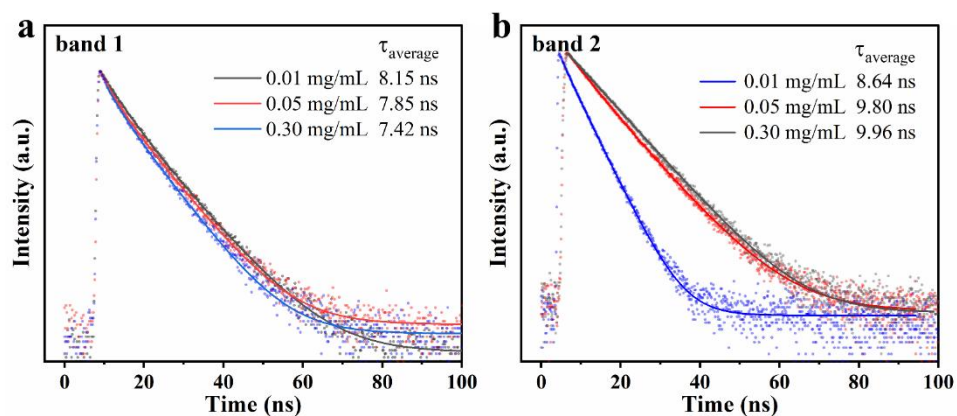 a
band 1
τaverage
0.01 mg/mL 8.15 ns
0.05 mg/mL 7.85 ns
0.30 mg/mL 7.42 ns
Intensity (a.u.)
0 20 40 60 80 100
Time (ns)
b
band 2
τaverage
0.01 mg/mL 8.64 ns
0.05 mg/mL 9.80 ns
0.30 mg/mL 9.96 ns
Intensity (a.u.)
0 20 40 60 80 100
Time (ns)